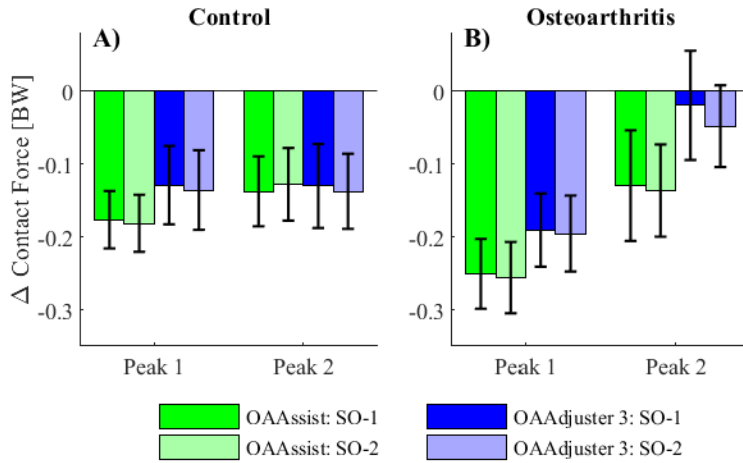 Control
Osteoarthritis
A)
B)
Δ Contact Force [BW]
0
-0.1
-0.2
-0.3
0
-0.1
-0.2
-0.3
Peak 1
Peak 2
Peak 1
Peak 2
OAAssist: SO-1
OAAdjuster 3: SO-1
OAAssist: SO-2
OAAdjuster 3: SO-2